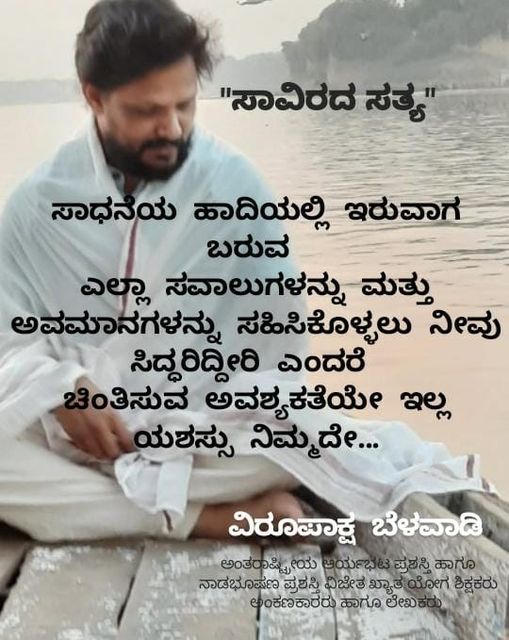 "ಸಾವಿರದ ಸತ್ಯ"
ಸಾಧನೆಯ ಹಾದಿಯಲ್ಲಿ ಇರುವಾಗ
ಬರುವ
ಎಲ್ಲಾ ಸವಾಲುಗಳನ್ನು ಮತ್ತು
ಅವಮಾನಗಳನ್ನು ಸಹಿಸಿಕೊಳ್ಳಲು ನೀವು
ಸಿದ್ಧರಿದ್ದೀರಿ ಎಂದರೆ
ಚಿಂತಿಸುವ ಅವಶ್ಯಕತೆಯೇ ಇಲ್ಲ
ಯಶಸ್ಸು ನಿಮ್ಮದೇ...
ವಿರೂಪಾಕ್ಷ ಬೆಳವಾಡಿ
ಅಂತರಾಷ್ಟ್ರೀಯ ಆರ್ಯಭಟ ಪ್ರಶಸ್ತಿ ಹಾಗೂ
ನಾಡಭೂಷಣ ಪ್ರಶಸ್ತಿ ವಿಜೇತ ಖ್ಯಾತ ಯೋಗ ಶಿಕ್ಷಕರು
ಅಂಕಣಕಾರರು ಹಾಗೂ ಲೇಖಕರು